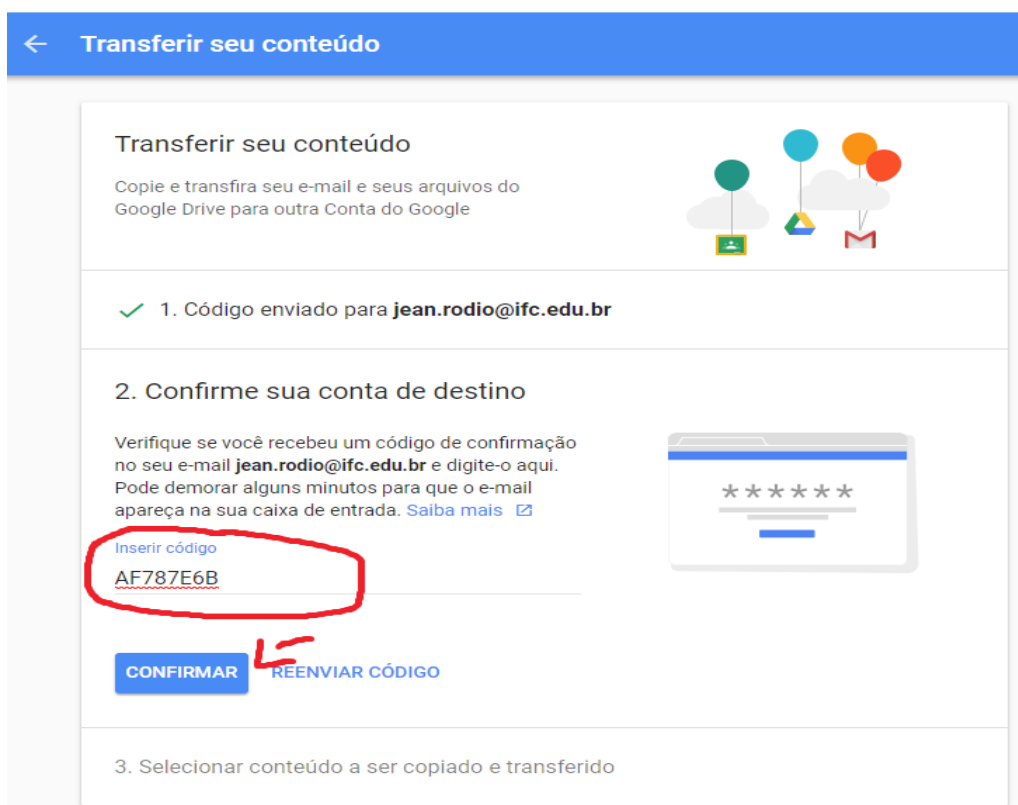 Transferir seu conteúdo
Transferir seu conteúdo
Copie e transfira seu e-mail e seus arquivos do
Google Drive para outra Conta do Google
1. Código enviado para jean.rodio@ifc.edu.br
2. Confirme sua conta de destino
Verifique se você recebeu um código de confirmação
no seu e-mail jean.rodio@ifc.edu.br e digite-o aqui.
Pode demorar alguns minutos para que o e-mail
apareça na sua caixa de entrada. Saiba mais
******
Inserir código
AF787E6B
CONFIRMAR REENVIAR CÓDIGO
3. Selecionar conteúdo a ser copiado e transferido